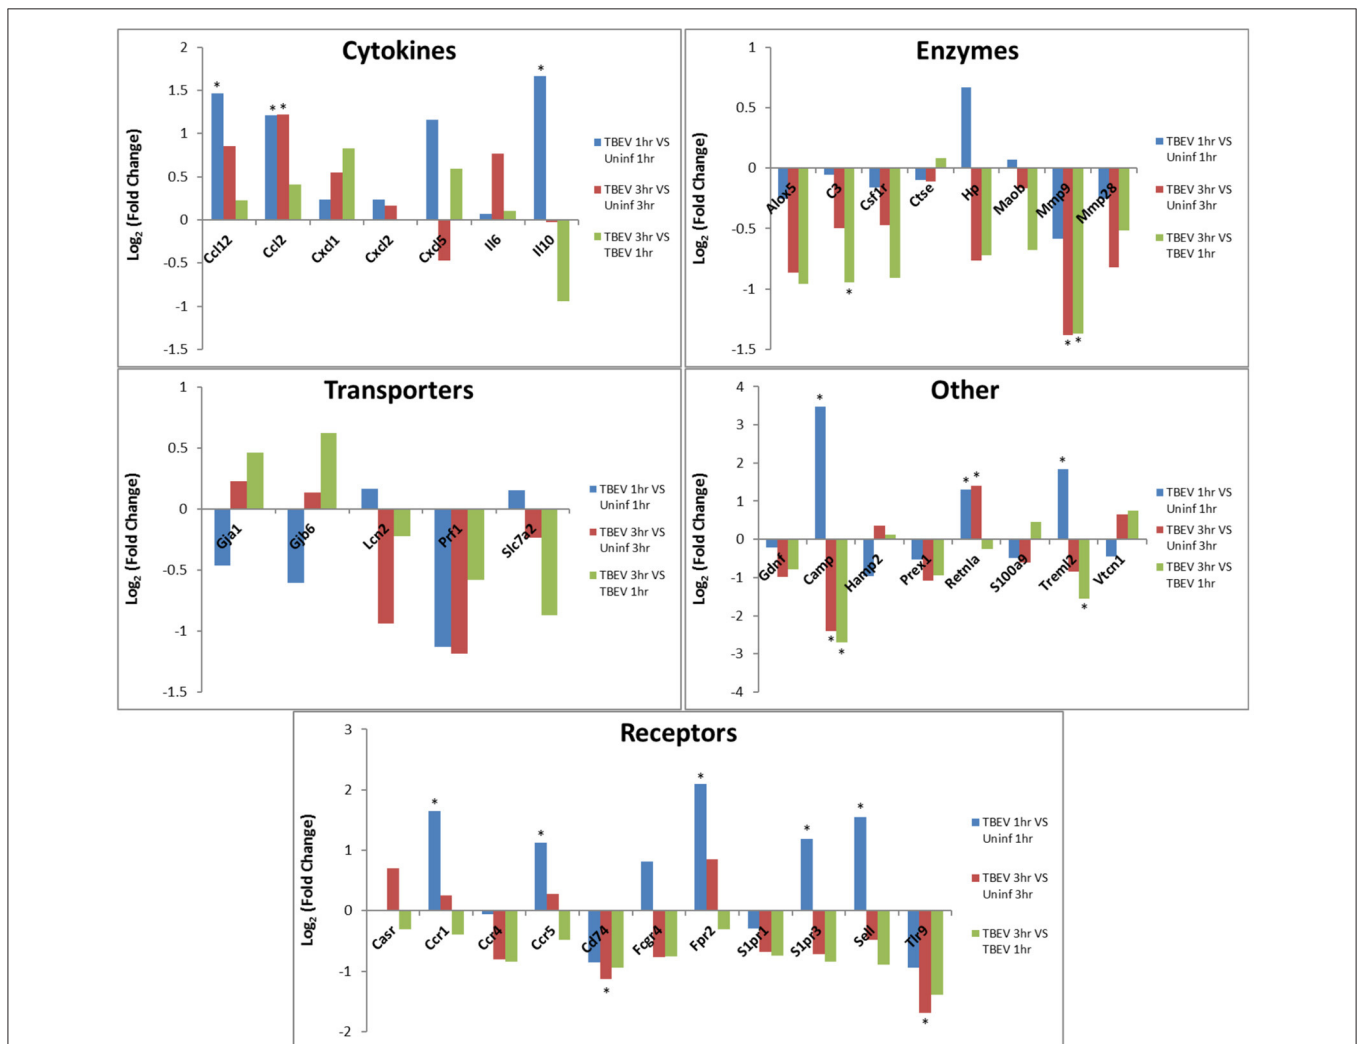 Cytokines
Log2 (Fold Change)
2
1.5
1
0.5
0
-0.5
-1
-1.5
* * * *
Ccl12 Ccl2 Cxcl1 Cxcl2 Cxcl5 Il6 Il10
TBEV 1hr VS
Uninf 1hr
TBEV 3hr VS
Uninf 3hr
TBEV 3hr VS
TBEV 1hr
Enzymes
Log2 (Fold Change)
1
0.5
0
-0.5
-1
-1.5
Alox5 C3 Csf1r Ctse Hp Maob Mmp9 Mmp28
* * *
TBEV 1hr VS
Uninf 1hr
TBEV 3hr VS
Uninf 3hr
TBEV 3hr VS
TBEV 1hr
Transporters
Log2 (Fold Change)
1
0.5
0
-0.5
-1
-1.5
Gja1 Gjb6 Lcn2 Prf1 Slc7a2
TBEV 1hr VS
Uninf 1hr
TBEV 3hr VS
Uninf 3hr
TBEV 3hr VS
TBEV 1hr
Other
Log2 (Fold Change)
4
3
2
1
0
-1
-2
-3
-4
* * * *
Gdnf Camp Hamp2 Prex1 Retnla S100a9 Treml2 Vtcn1
* * *
TBEV 1hr VS
Uninf 1hr
TBEV 3hr VS
Uninf 3hr
TBEV 3hr VS
TBEV 1hr
Receptors
Log2 (Fold Change)
3
2
1
0
-1
-2
* * * * *
Casr Ccr1 Ccr4 Ccr5 Cd74 Fcgr4 Fpr2 S1pr1 S1pr3 Sell Tlr9
* *
TBEV 1hr VS
Uninf 1hr
TBEV 3hr VS
Uninf 3hr
TBEV 3hr VS
TBEV 1hr